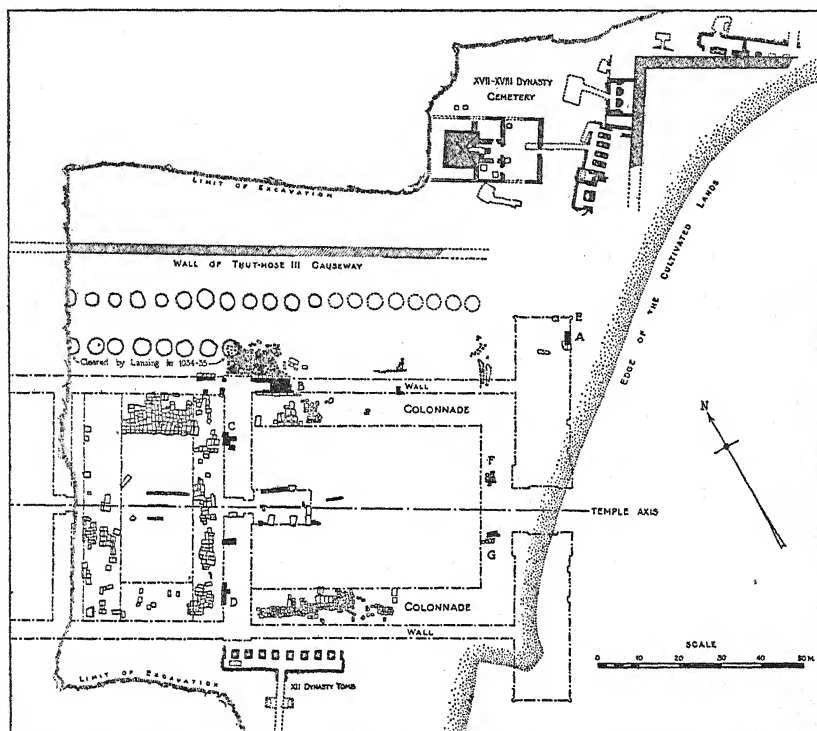 XVII-XVIII DYNASTY
CEMETERY
LIMIT OF EXCAVATION
WALL OF THUT-MOSE III CAUSEWAY
EDGE OF THE CULTIVATED LANDS
E
A
Cleared by Lansing in 1934-35
B
WALL
COLONNADE
N
C
F
TEMPLE AXIS
G
D
COLONNADE
WALL
SCALE
0 10 20 30 40 50 M.
LIMIT OF EXCAVATION
XII DYNASTY TOMB